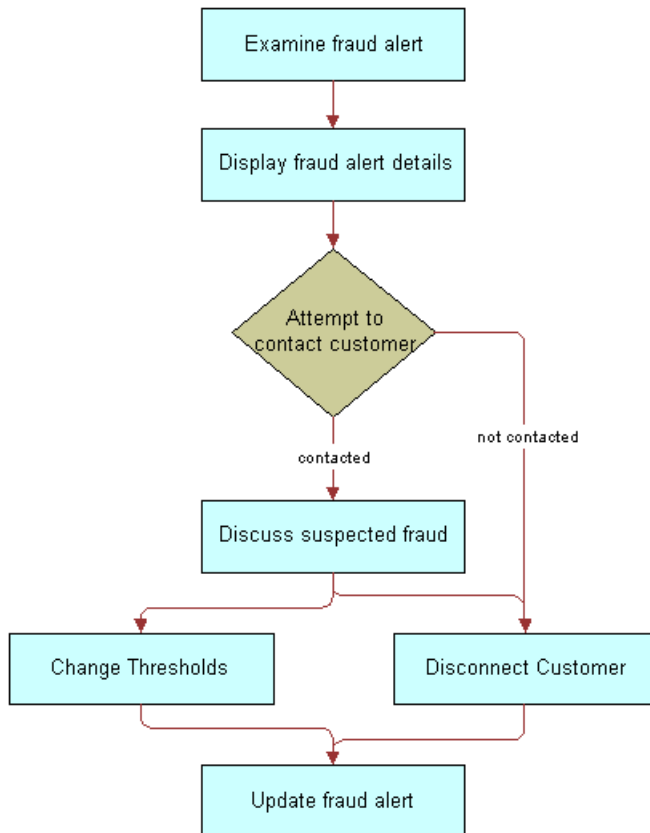 Examine fraud alert
Display fraud alert details
Attempt to
contact customer
contacted
not contacted
Discuss suspected fraud
Change Thresholds
Disconnect Customer
Update fraud alert